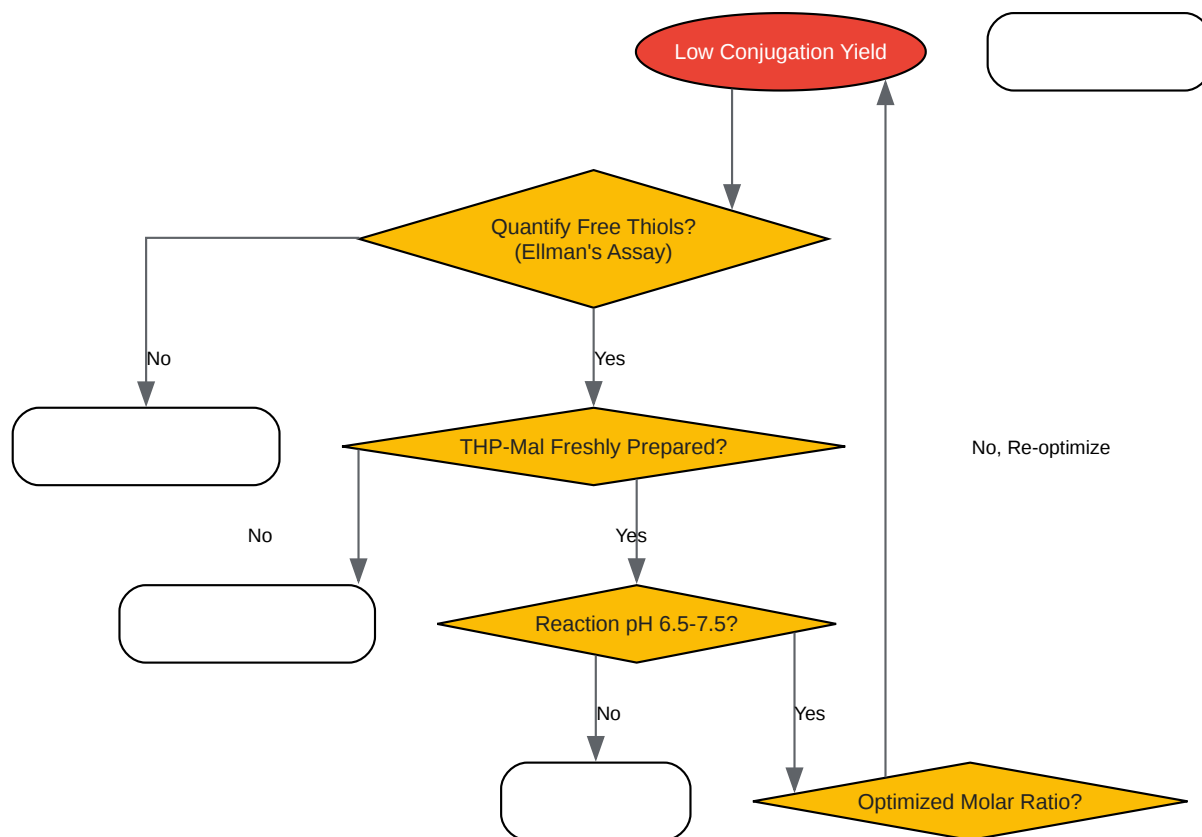 Low Conjugation Yield
Quantify Free Thiols?
(Ellman's Assay)
No
Yes
THP-Mal Freshly Prepared?
No, Re-optimize
No
Yes
Reaction pH 6.5-7.5?
No
Yes
Optimized Molar Ratio?